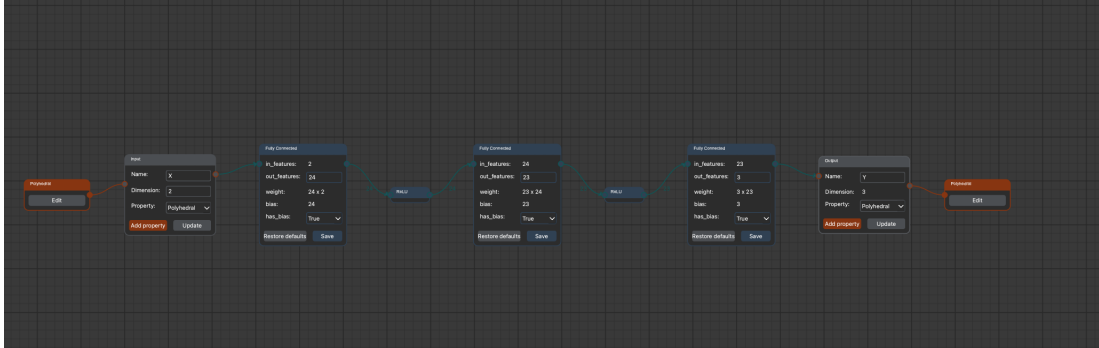 Polyhedral
Edit
Input
Name: X
Dimension: 2
Property: Polyhedral
Add property Update
Fully Connected
in_features: 2
out_features: 24
weight: 24 x 2
bias: 24
has_bias: True
Restore defaults Save
ReLU
Fully Connected
in_features: 24
out_features: 23
weight: 23 x 24
bias: 23
has_bias: True
Restore defaults Save
ReLU
Fully Connected
in_features: 23
out_features: 3
weight: 3 x 23
bias: 3
has_bias: True
Restore defaults Save
Output
Name: Y
Dimension: 3
Property: Polyhedral
Add property Update
Polyhedral
Edit